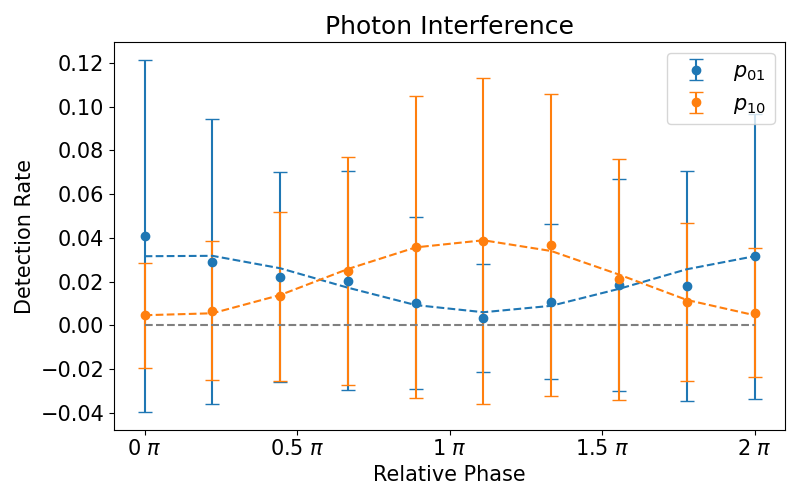 Photon Interference
Detection Rate
0.12
0.10
0.08
0.06
0.04
0.02
0.00
−0.02
−0.04
p01
p10
0 π
0.5 π
1 π
1.5 π
2 π
Relative Phase